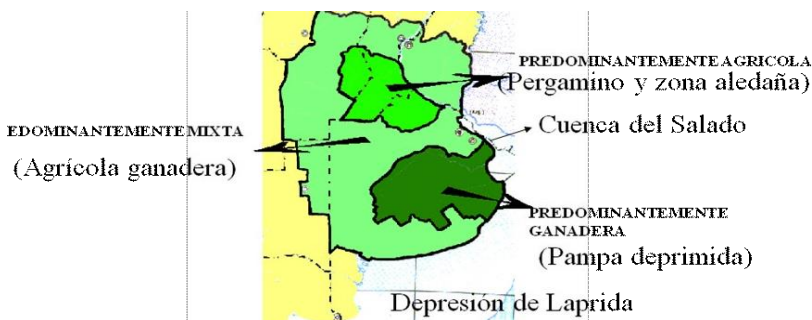 PREDOMINANTEMENTE AGRICOLA
(Pergamino y zona aledaña)
EDOMINANTEMENTE MIXTA
(Agrícola ganadera)
Cuenca del Salado
PREDOMINANTEMENTE
GANADERA
(Pampa deprimida)
Depresión de Laprida